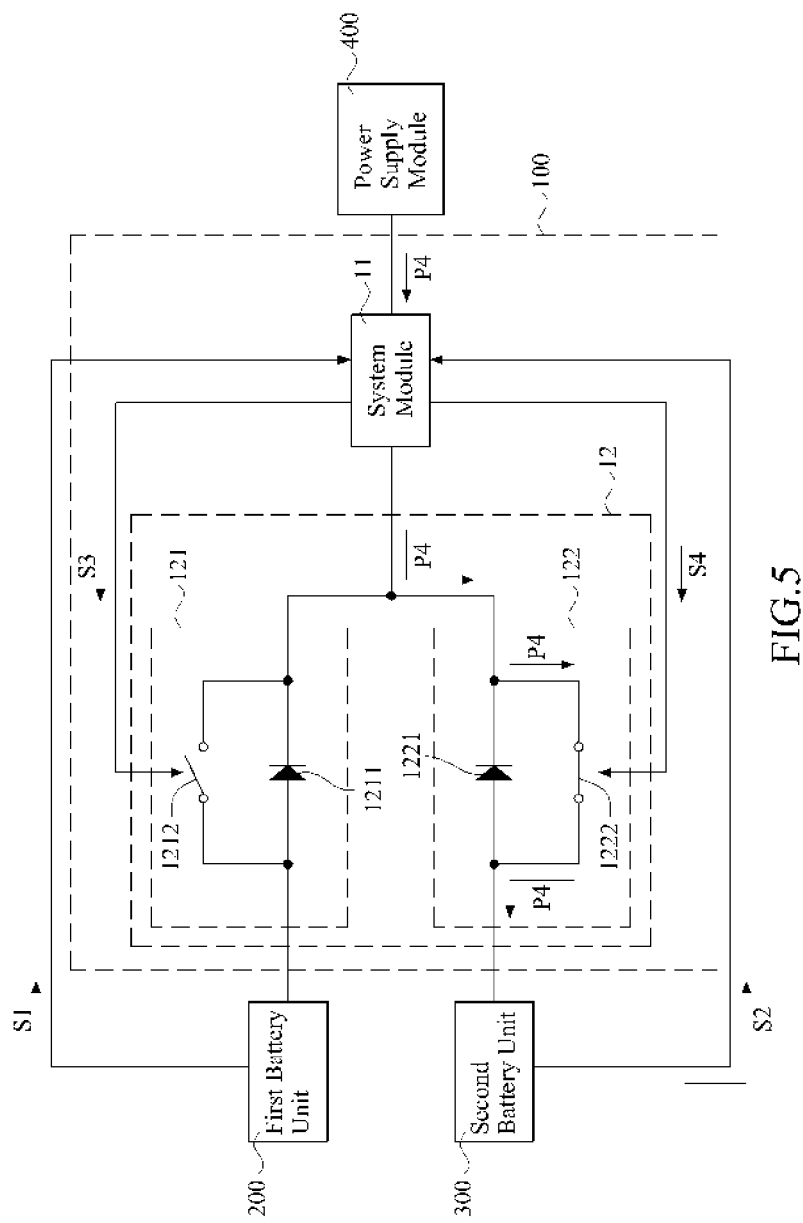 S1
S3
200
First Battery
Unit
1212
1211
121
P4
11
System
Module
P4
400
Power
Supply
Module
100
12
300
Second
Battery Unit
P4
1221
1222
P4
122
S4
S2
FIG.5